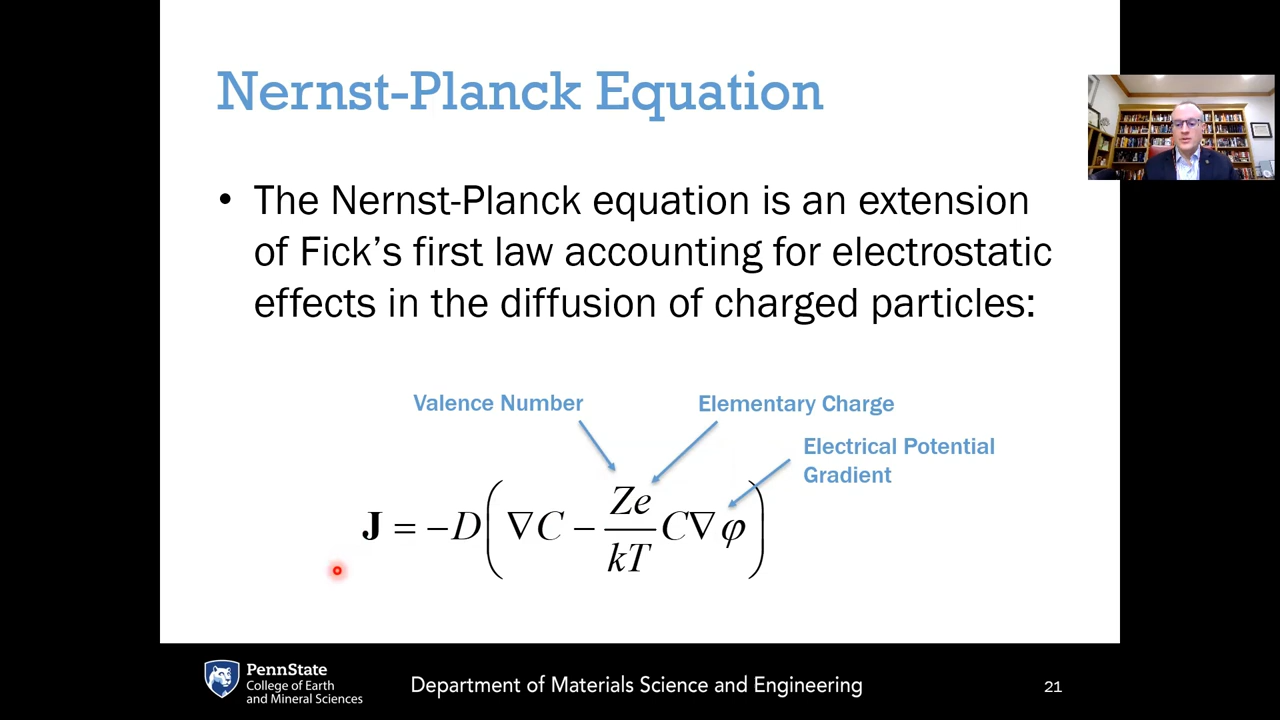 Nernst-Planck Equation
• The Nernst-Planck equation is an extension
of Fick’s first law accounting for electrostatic
effects in the diffusion of charged particles:
Valence Number
Elementary Charge
Electrical Potential
Gradient
J = −D(∇C − Ze/kT C∇φ)
PennState
College of Earth
and Mineral Sciences
Department of Materials Science and Engineering
21